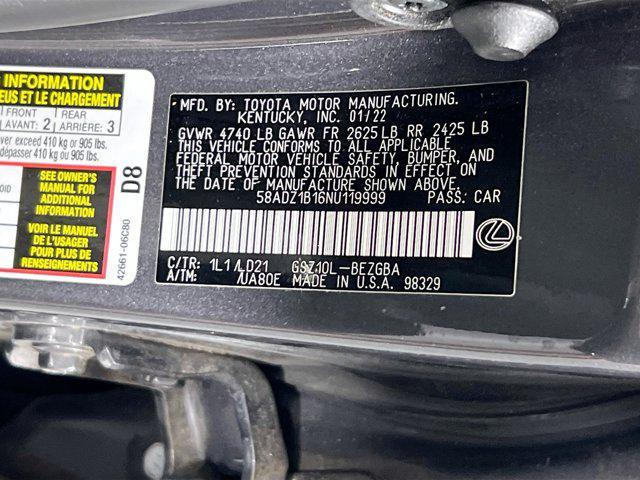 INFORMATION
EUS ET LE CHARGEMENT
FRONT
AVANT: 2
REAR
ARRIÈRE: 3
ver exceed 410 kg or 905 lbs.
dépasser 410 kg ou 905 lbs.
SEE OWNER'S
MANUAL FOR
ADDITIONAL
INFORMATION
VOIR LE MANUEL
DE L'USAGER
POUR PLUS DE
RENSEIGNEMENTS
D8
42661-06C80
MFD. BY: TOYOTA MOTOR MANUFACTURING.
KENTUCKY, INC. 01/22
GVWR 4740 LB GAWR FR 2625 LB RR 2425 LB
THIS VEHICLE CONFORMS TO ALL APPLICABLE
FEDERAL MOTOR VEHICLE SAFETY, BUMPER, AND
THEFT PREVENTION STANDARDS IN EFFECT ON
THE DATE OF MANUFACTURE SHOWN ABOVE.
58ADZ1B16NU119999 PASS. CAR
C/TR: 1L1/LD21 GSZ10L-BEZGBA
A/TM: /UA80E MADE IN U.S.A. 98329